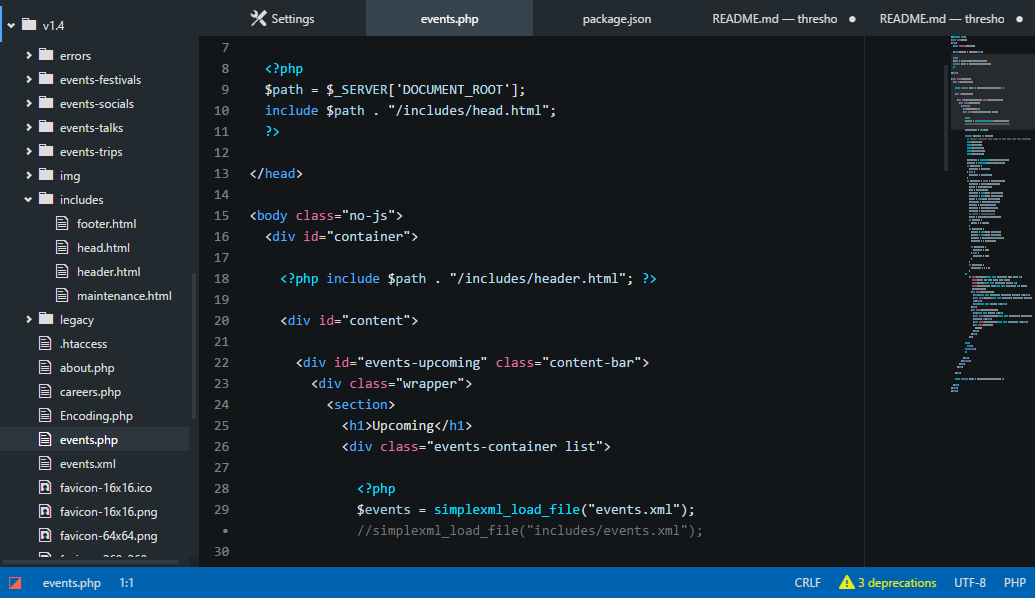 v1.4
errors
events-festivals
events-socials
events-talks
events-trips
img
includes
footer.html
head.html
header.html
maintenance.html
legacy
.htaccess
about.php
careers.php
Encoding.php
events.php
events.xml
favicon-16x16.ico
favicon-16x16.png
favicon-64x64.png
Settings
events.php
package.json
README.md — thresho
README.md — thresho
7
8 <?php
9 $path = $_SERVER['DOCUMENT_ROOT'];
10 include $path . "/includes/head.html";
11 ?>
12
13 </head>
14
15 <body class="no-js">
16 <div id="container">
17
18 <?php include $path . "/includes/header.html"; ?>
19
20 <div id="content">
21
22 <div id="events-upcoming" class="content-bar">
23 <div class="wrapper">
24 <section>
25 <h1>Upcoming</h1>
26 <div class="events-container list">
27
28 <?php
29 $events = simplexml_load_file("events.xml");
• //simplexml_load_file("includes/events.xml");
30
events.php 1:1
CRLF 3 deprecations UTF-8 PHP